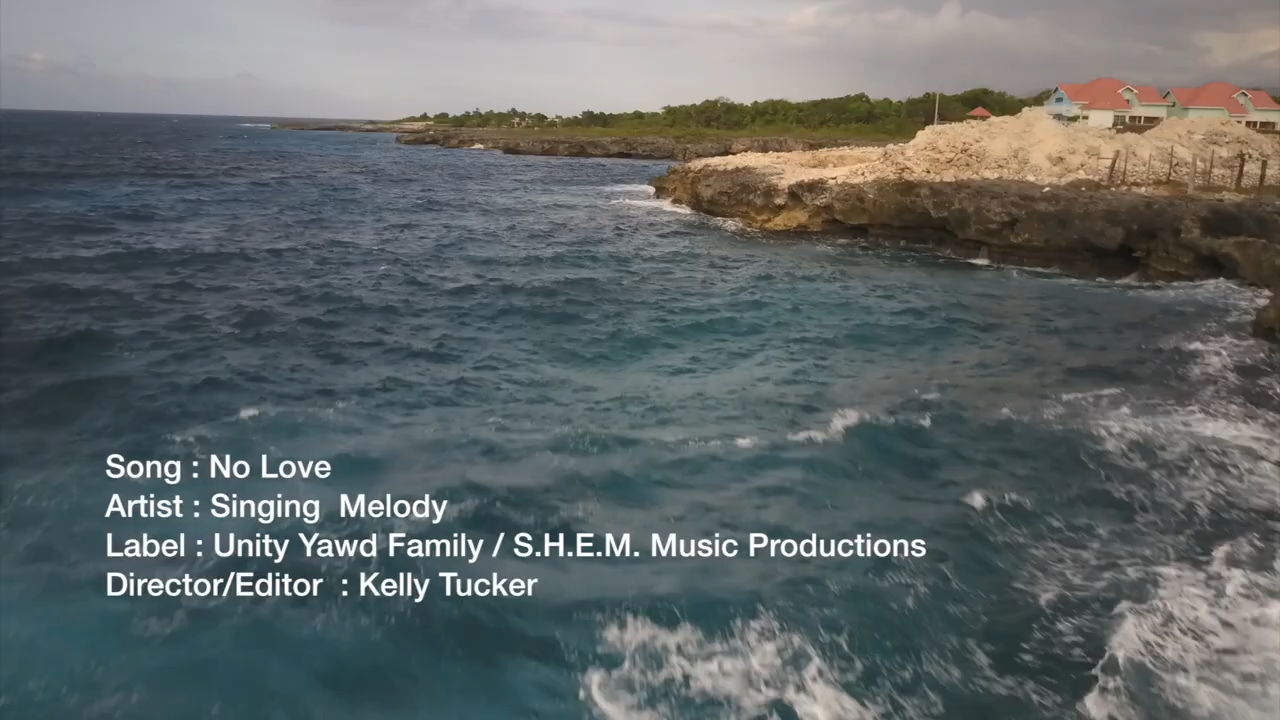 Song : No Love
Artist : Singing  Melody
Label : Unity Yawd Family / S.H.E.M. Music Productions
Director/Editor  : Kelly Tucker